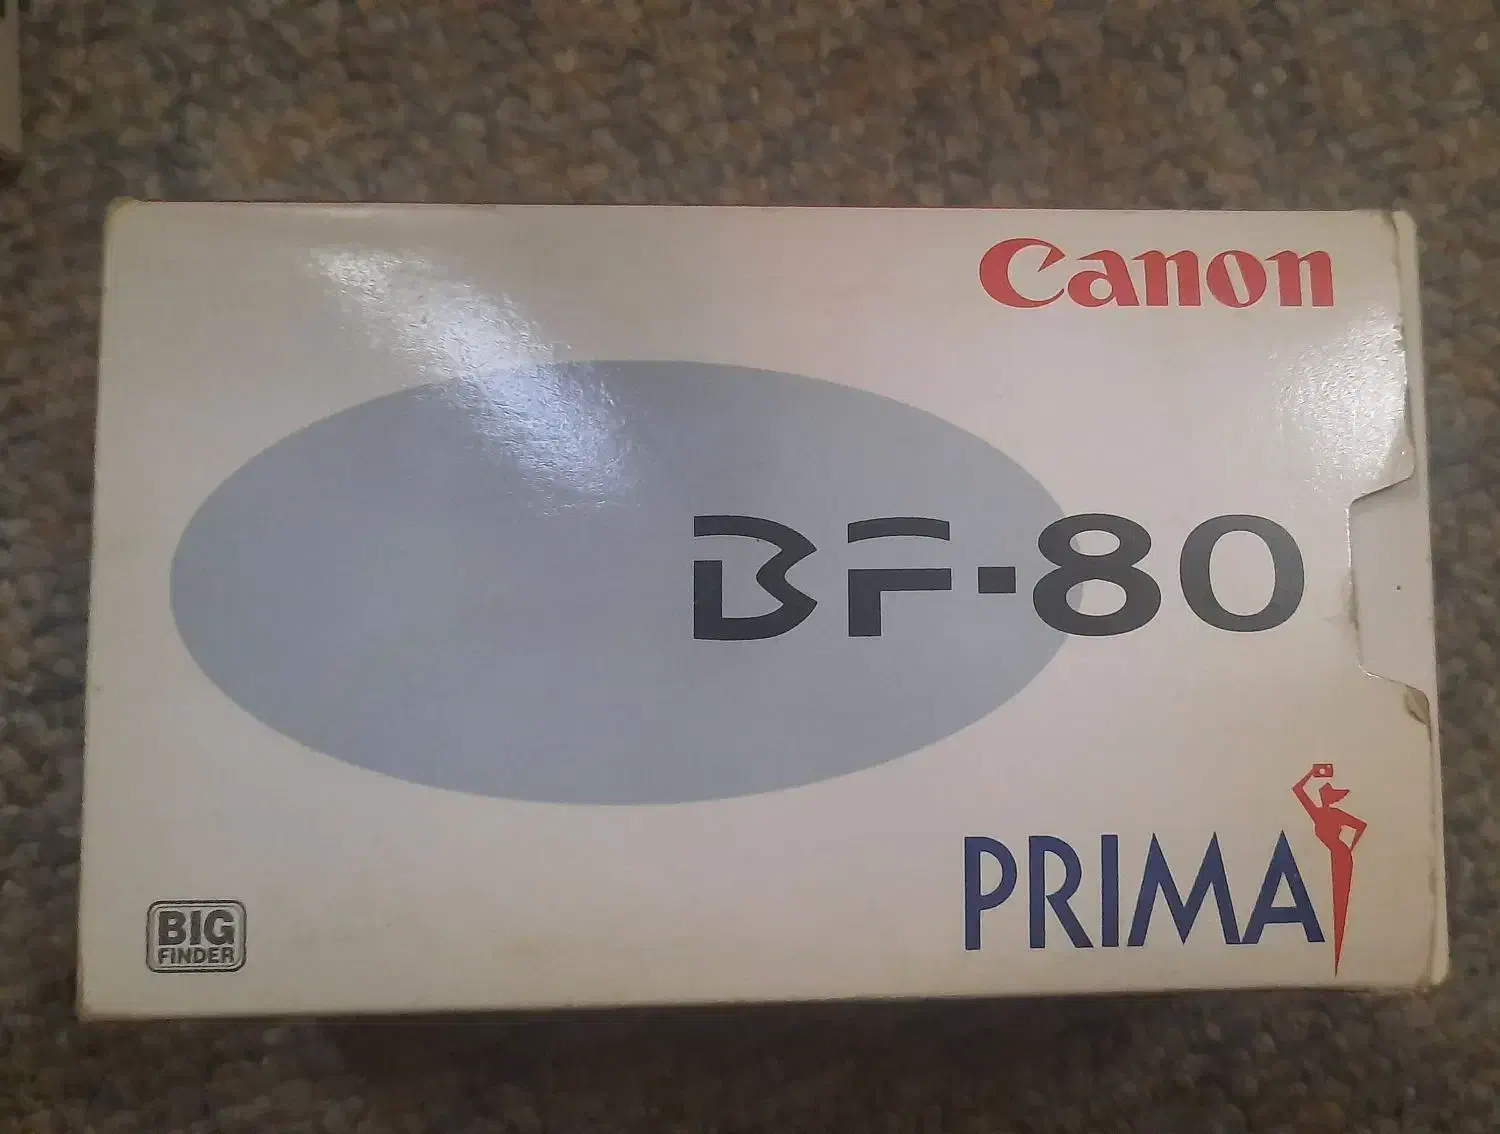 Canon
BF-80
PRIMA
BIG
FINDER